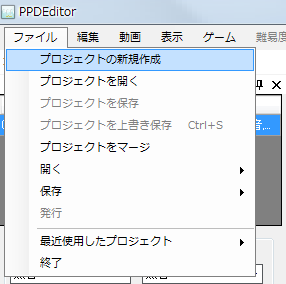 PPDEditor
ファイル 編集 動画 表示 ゲーム 難易度
プロジェクトの新規作成
プロジェクトを開く
プロジェクトを保存
プロジェクトを上書き保存 Ctrl+S
プロジェクトをマージ
開く
保存
発行
最近使用したプロジェクト
終了